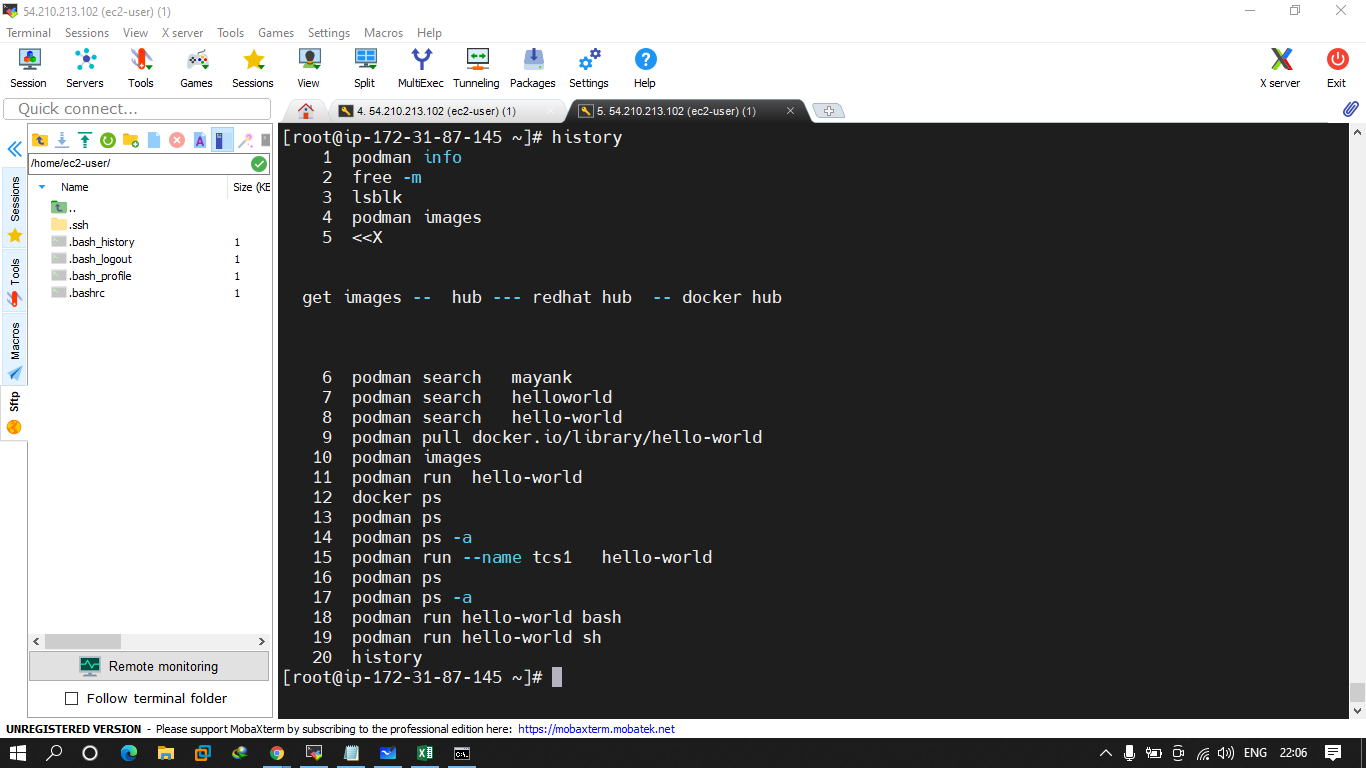 54.210.213.102 (ec2-user) (1)
Terminal Sessions View X server Tools Games Settings Macros Help
Session Servers Tools Games Sessions View Split MultiExec Tunneling Packages Settings Help X server Exit
Quick connect...
4. 54.210.213.102 (ec2-user) (1)
5. 54.210.213.102 (ec2-user) (1)
Sessions
Tools
Macros
Sftp
/home/ec2-user/
Name Size (KB
..
.ssh
.bash_history 1
.bash_logout 1
.bash_profile 1
.bashrc 1
Remote monitoring
Follow terminal folder
[root@ip-172-31-87-145 ~]# history
1 podman info
2 free -m
3 lsblk
4 podman images
5 <<X
get images -- hub --- redhat hub -- docker hub
6 podman search mayank
7 podman search helloworld
8 podman search hello-world
9 podman pull docker.io/library/hello-world
10 podman images
11 podman run hello-world
12 docker ps
13 podman ps
14 podman ps -a
15 podman run --name tcs1 hello-world
16 podman ps
17 podman ps -a
18 podman run hello-world bash
19 podman run hello-world sh
20 history
[root@ip-172-31-87-145 ~]#
UNREGISTERED VERSION - Please support MobaXterm by subscribing to the professional edition here: https://mobaxterm.mobatek.net
ENG 22:06